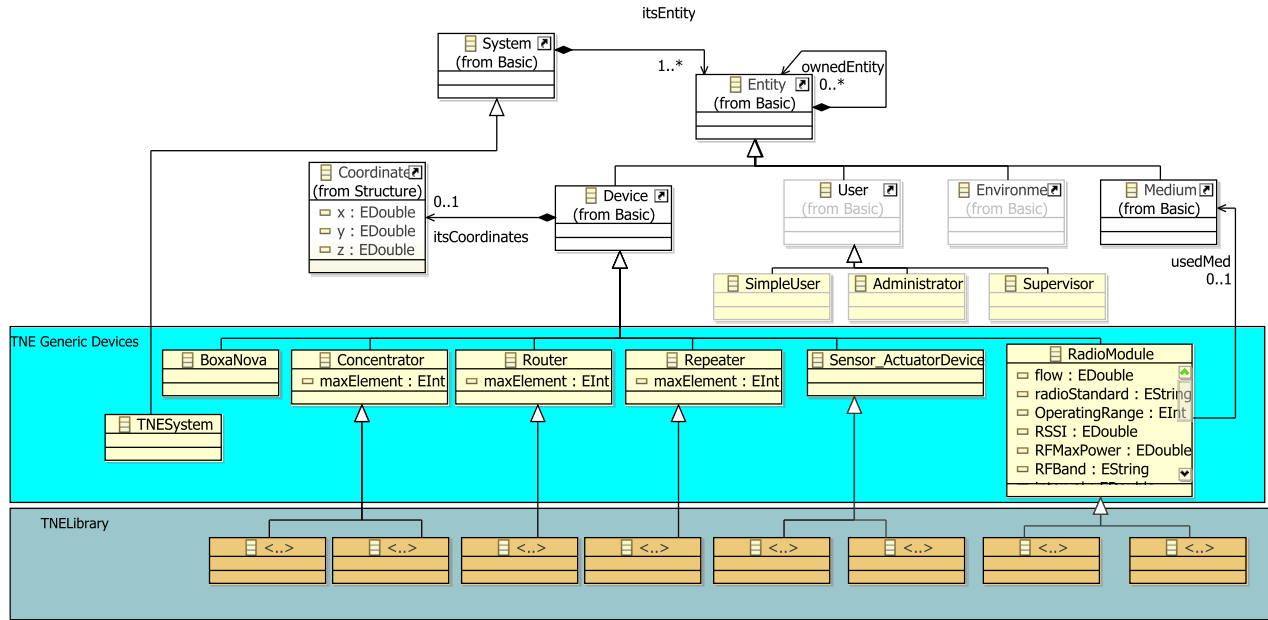 itsEntity
System
(from Basic)
1..*
ownedEntity
0..*
Entity
(from Basic)
Coordinate
(from Structure)
x : EDouble
y : EDouble
z : EDouble
0..1
itsCoordinates
Device
(from Basic)
User
(from Basic)
Environme
(from Basic)
Medium
(from Basic)
usedMed
0..1
SimpleUser
Administrator
Supervisor
TNE Generic Devices
BoxaNova
Concentrator
maxElement : EInt
Router
maxElement : EInt
Repeater
maxElement : EInt
Sensor_ActuatorDevice
RadioModule
flow : EDouble
radioStandard : EString
OperatingRange : EInt
RSSI : EDouble
RFMaxPower : EDouble
RFBand : EString
TNESystem
TNELibrary
<..>
<..>
<..>
<..>
<..>
<..>
<..>
<..>